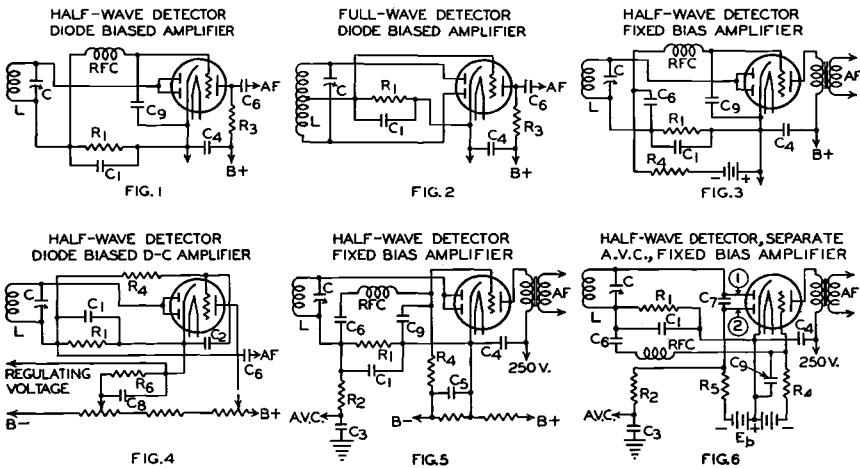 HALF-WAVE DETECTOR
DIODE BIASED AMPLIFIER
RFC
C
L
C9
R1
C1
C6
AF
R3
C4
B+
FIG.1
FULL-WAVE DETECTOR
DIODE BIASED AMPLIFIER
C
L
R1
C1
C6
AF
R3
C4
B+
FIG.2
HALF-WAVE DETECTOR
FIXED BIAS AMPLIFIER
RFC
C
L
C6
C9
R1
C1
R4
- +
C4
B+
AF
FIG.3
HALF-WAVE DETECTOR
DIODE BIASED D-C AMPLIFIER
R4
C
C1
L
R1
C2
AF
C6
REGULATING
VOLTAGE
R6
C8
B-
B+
FIG.4
HALF-WAVE DETECTOR
FIXED BIAS AMPLIFIER
C
RFC
L
C6
C9
R1
C1
R4
C4
AF
250 V.
R2
C5
A.V.C.
B-
B+
C3
FIG.5
HALF-WAVE DETECTOR, SEPARATE
A.V.C., FIXED BIAS AMPLIFIER
C
R1
C7
1
2
L
C1
C6
RFC
C9
C4
AF
250 V.
R2
R5
R4
A.V.C.
C3
- Eb + -
FIG.6